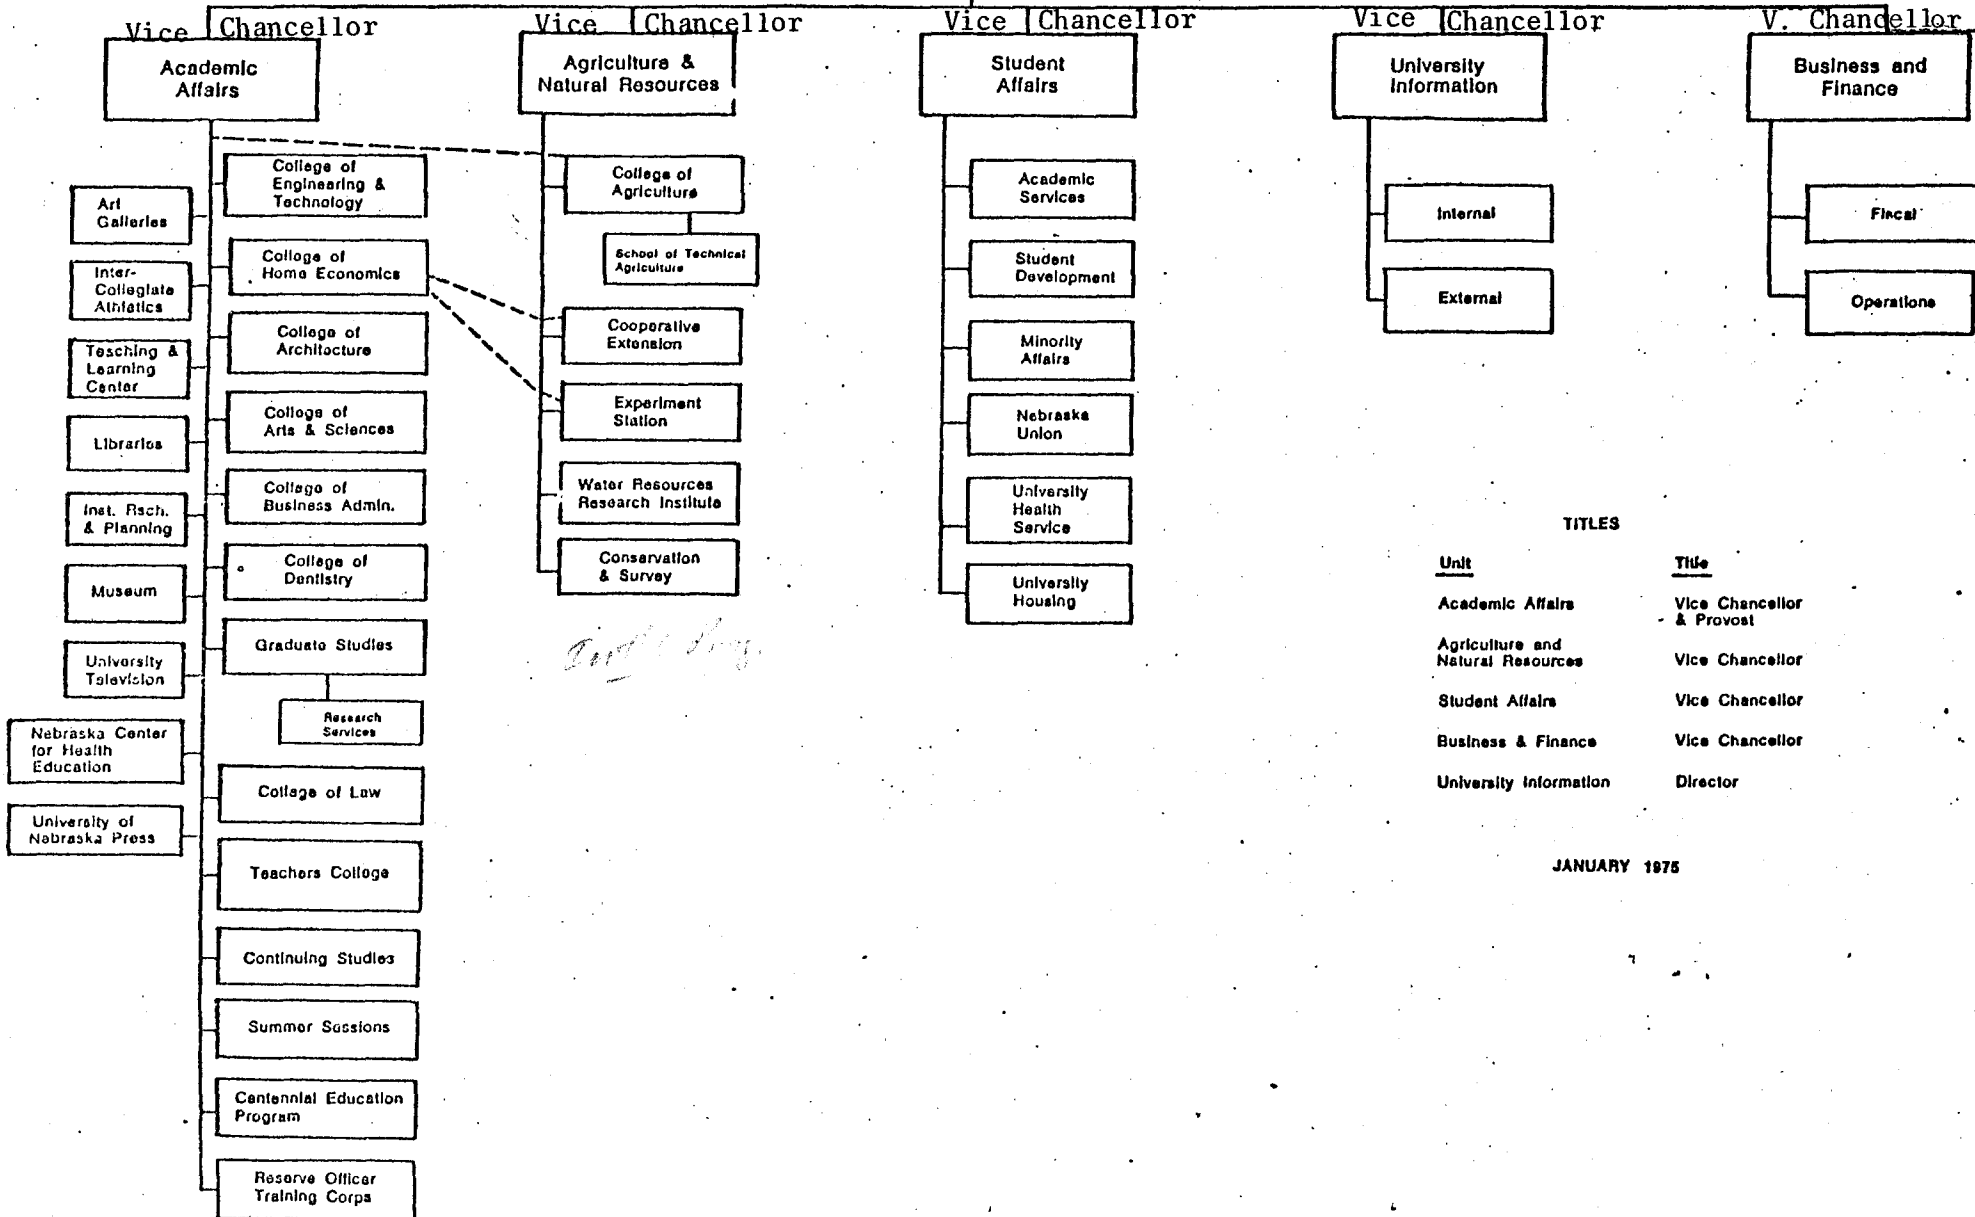 Vice Chancellor
Academic
Affairs
Art
Galleries
Inter-
Collegiate
Athletics
Teaching &
Learning
Center
Libraries
Inst. Rsch.
& Planning
Museum
University
Television
Nebraska Center
for Health
Education
University of
Nebraska Press
College of
Engineering &
Technology
College of
Home Economics
College of
Architecture
College of
Arts & Sciences
College of
Business Admin.
College of
Dentistry
Graduate Studies
Research
Services
College of Law
Teachers College
Continuing Studies
Summer Sessions
Centennial Education
Program
Reserve Officer
Training Corps
Vice Chancellor
Agriculture &
Natural Resources
College of
Agriculture
School of Technical
Agriculture
Cooperative
Extension
Experiment
Station
Water Resources
Research Institute
Conservation
& Survey
Vice Chancellor
Student
Affairs
Academic
Services
Student
Development
Minority
Affairs
Nebraska
Union
University
Health
Service
University
Housing
Vice Chancellor
University
Information
Internal
External
V. Chancellor
Business and
Finance
Fiscal
Operations
TITLES
Unit Title
Academic Affairs Vice Chancellor
& Provost
Agriculture and
Natural Resources Vice Chancellor
Student Affairs Vice Chancellor
Business & Finance Vice Chancellor
University Information Director
JANUARY 1975